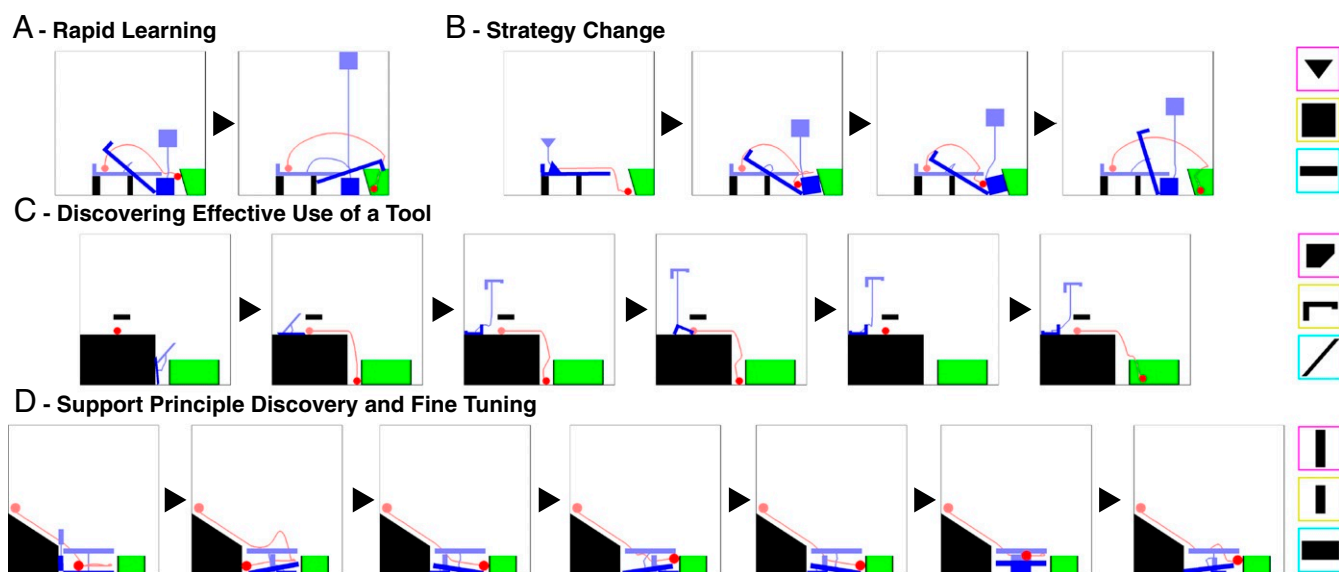 A - Rapid Learning
B - Strategy Change
C - Discovering Effective Use of a Tool
D - Support Principle Discovery and Fine Tuning